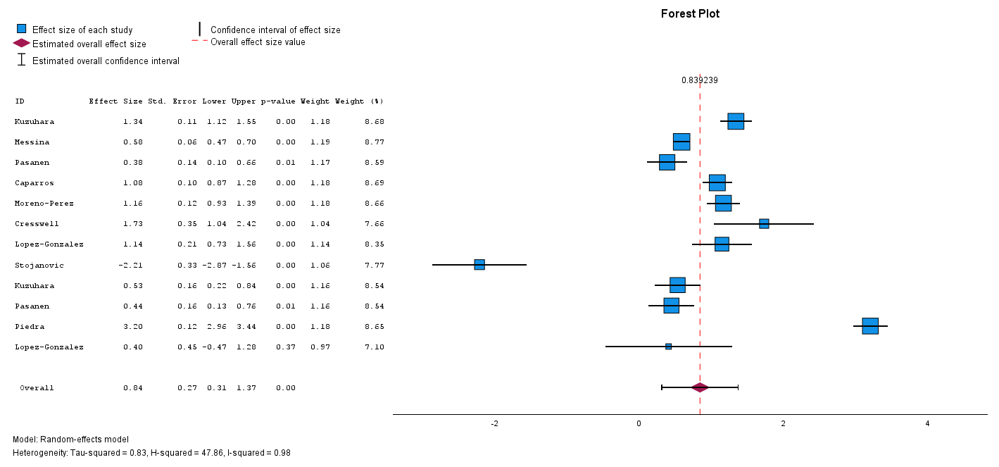 Forest Plot
Effect size of each study
Confidence interval of effect size
Estimated overall effect size
Overall effect size value
Estimated overall confidence interval
0.839239
ID Effect Size Std. Error Lower Upper p-value Weight Weight (%)
Kuzuhara 1.34 0.11 1.12 1.55 0.00 1.18 8.68
Messina 0.58 0.06 0.47 0.70 0.00 1.19 8.77
Pasanen 0.38 0.14 0.10 0.66 0.01 1.17 8.59
Caparros 1.08 0.10 0.87 1.28 0.00 1.18 8.69
Moreno-Perez 1.16 0.12 0.93 1.39 0.00 1.18 8.66
Cresswell 1.73 0.35 1.04 2.42 0.00 1.04 7.66
Lopez-Gonzalez 1.14 0.21 0.73 1.56 0.00 1.14 8.35
Stojanovic -2.21 0.33 -2.87 -1.56 0.00 1.06 7.77
Kuzuhara 0.53 0.16 0.22 0.84 0.00 1.16 8.54
Pasanen 0.44 0.16 0.13 0.76 0.01 1.16 8.54
Piedra 3.20 0.12 2.96 3.44 0.00 1.18 8.65
Lopez-Gonzalez 0.40 0.45 -0.47 1.28 0.37 0.97 7.10
Overall 0.84 0.27 0.31 1.37 0.00
-2 0 2 4
Model: Random-effects model
Heterogeneity: Tau-squared = 0.83, H-squared = 47.86, I-squared = 0.98